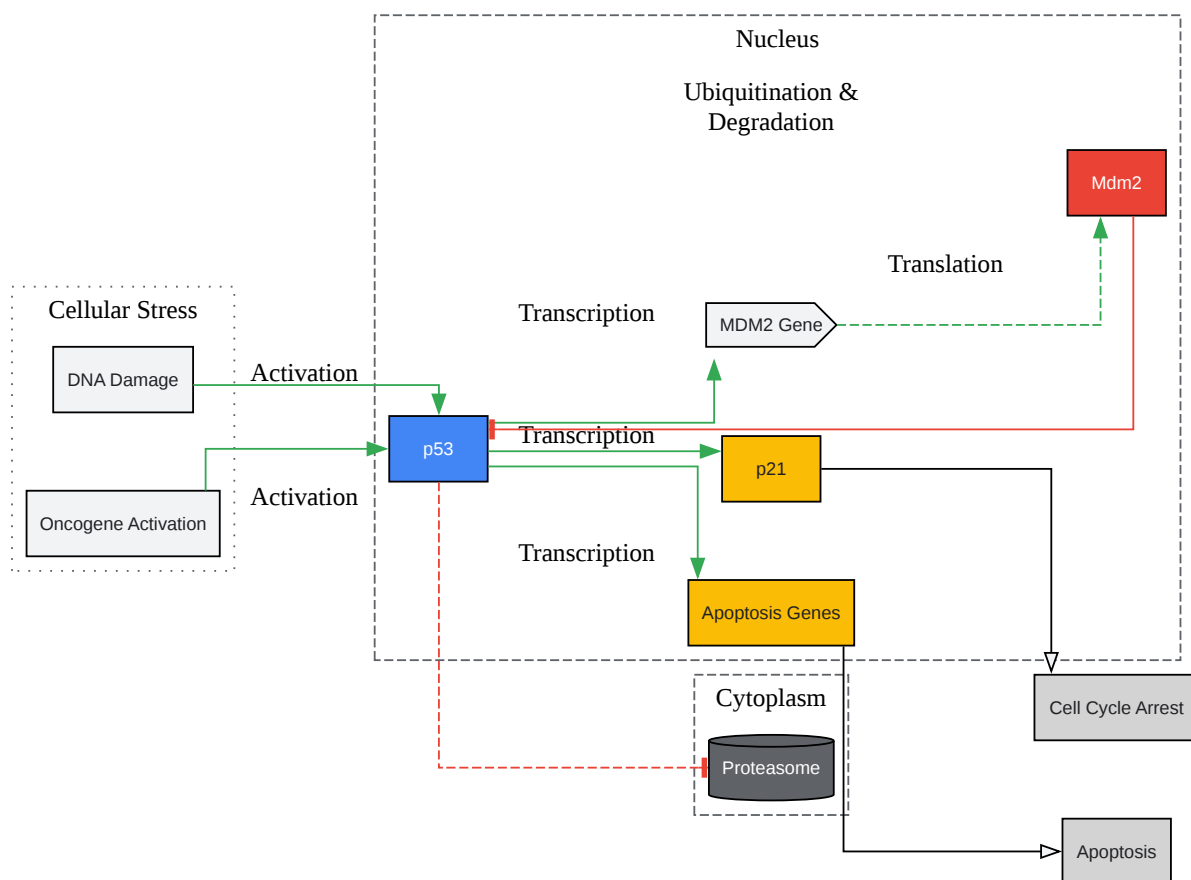 Nucleus
Ubiquitination &
Degradation
Mdm2
Translation
Cellular Stress
Transcription
MDM2 Gene
DNA Damage
Activation
p53
Transcription
p21
Activation
Oncogene Activation
Transcription
Apoptosis Genes
Cytoplasm
Cell Cycle Arrest
Proteasome
Apoptosis